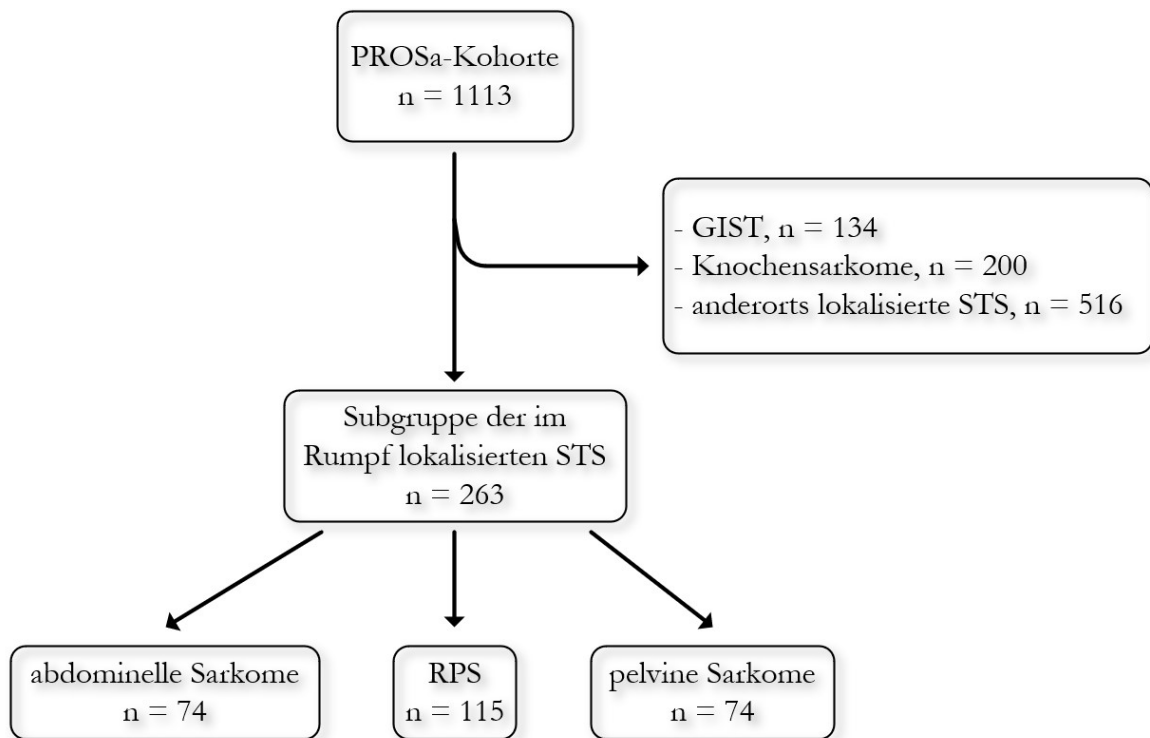 PROSa-Kohorte
n = 1113
- GIST, n = 134
- Knochensarkome, n = 200
- anderorts lokalisierte STS, n = 516
Subgruppe der im
Rumpf lokalisierten STS
n = 263
abdominelle Sarkome
n = 74
RPS
n = 115
pelvine Sarkome
n = 74